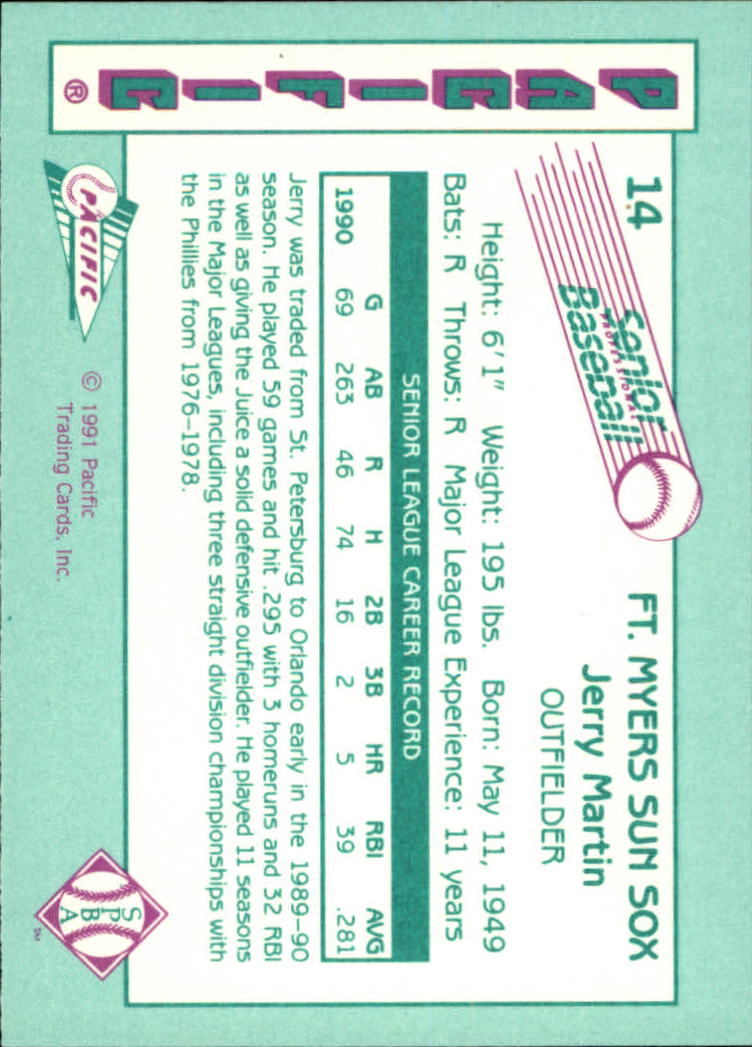 PACIFIC®
14
Senior
PROFESSIONAL
Baseball
FT. MYERS SUN SOX
Jerry Martin
OUTFIELDER
Height: 6'1" Weight: 195 lbs. Born: May 11, 1949
Bats: R Throws: R Major League Experience: 11 years
SENIOR LEAGUE CAREER RECORD
G AB R H 2B 3B HR RBI AVG
1990 69 263 46 74 16 2 5 39 .281
Jerry was traded from St. Petersburg to Orlando early in the 1989-90
season. He played 59 games and hit .295 with 3 homeruns and 32 RBI
as well as giving the Juice a solid defensive outfielder. He played 11 seasons
in the Major Leagues, including three straight division championships with
the Phillies from 1976-1978.
PACIFIC
© 1991 Pacific
Trading Cards, Inc.
S
P B
A
SM